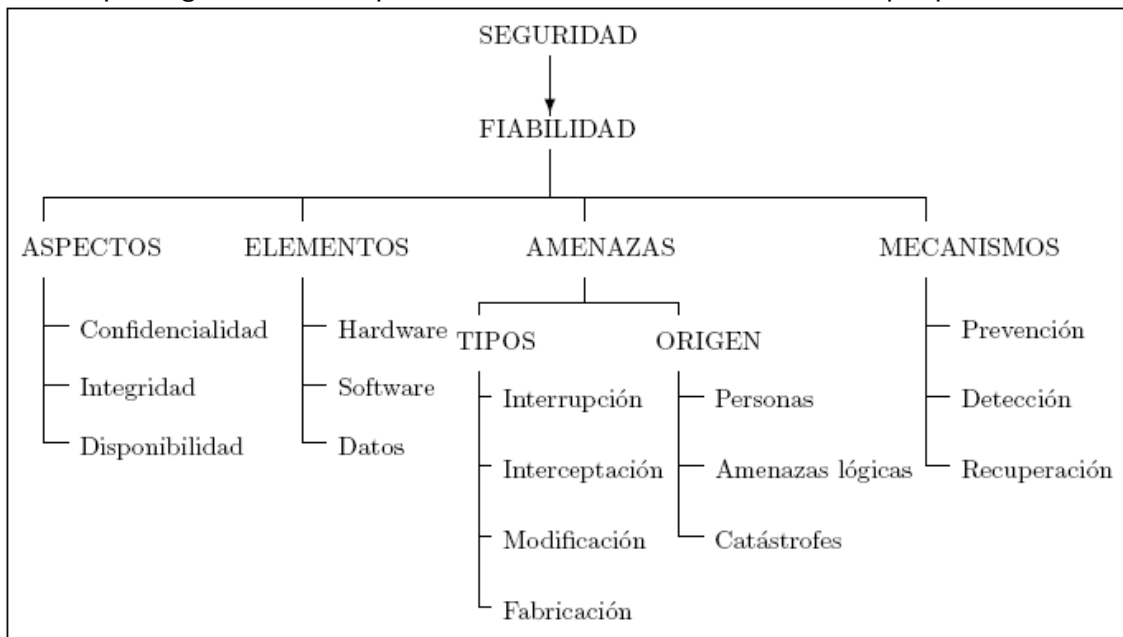 SEGURIDAD
FIABILIDAD
ASPECTOS
Confidencialidad
Integridad
Disponibilidad
ELEMENTOS
Hardware
Software
Datos
AMENAZAS
TIPOS
Interrupción
Interceptación
Modificación
Fabricación
ORIGEN
Personas
Amenazas lógicas
Catástrofes
MECANISMOS
Prevención
Detección
Recuperación